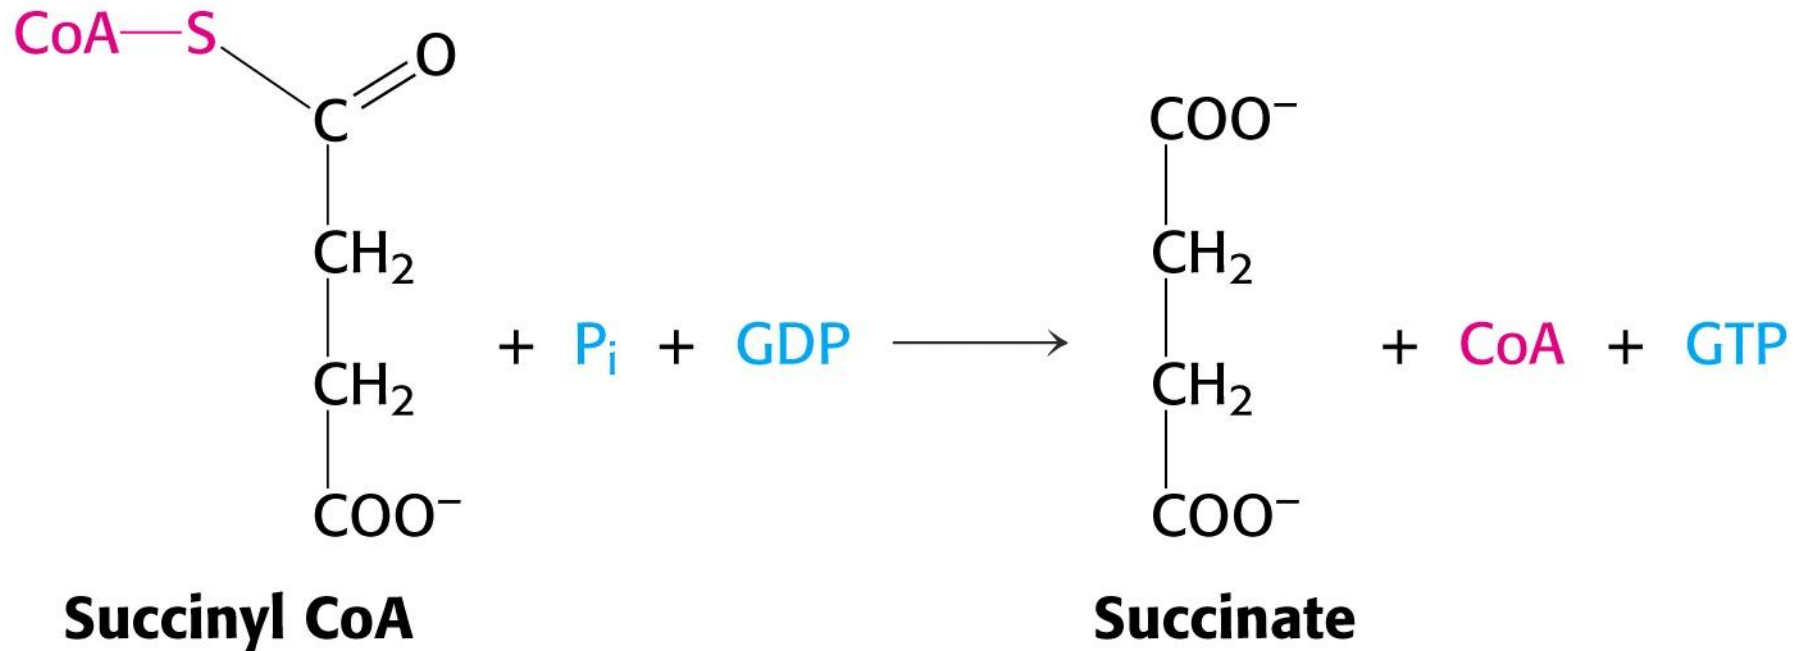 CoA—S
O
C
COO⁻
CH₂
CH₂
+ Pᵢ + GDP ⟶
CH₂
CH₂
+ CoA + GTP
COO⁻
COO⁻
Succinyl CoA
Succinate